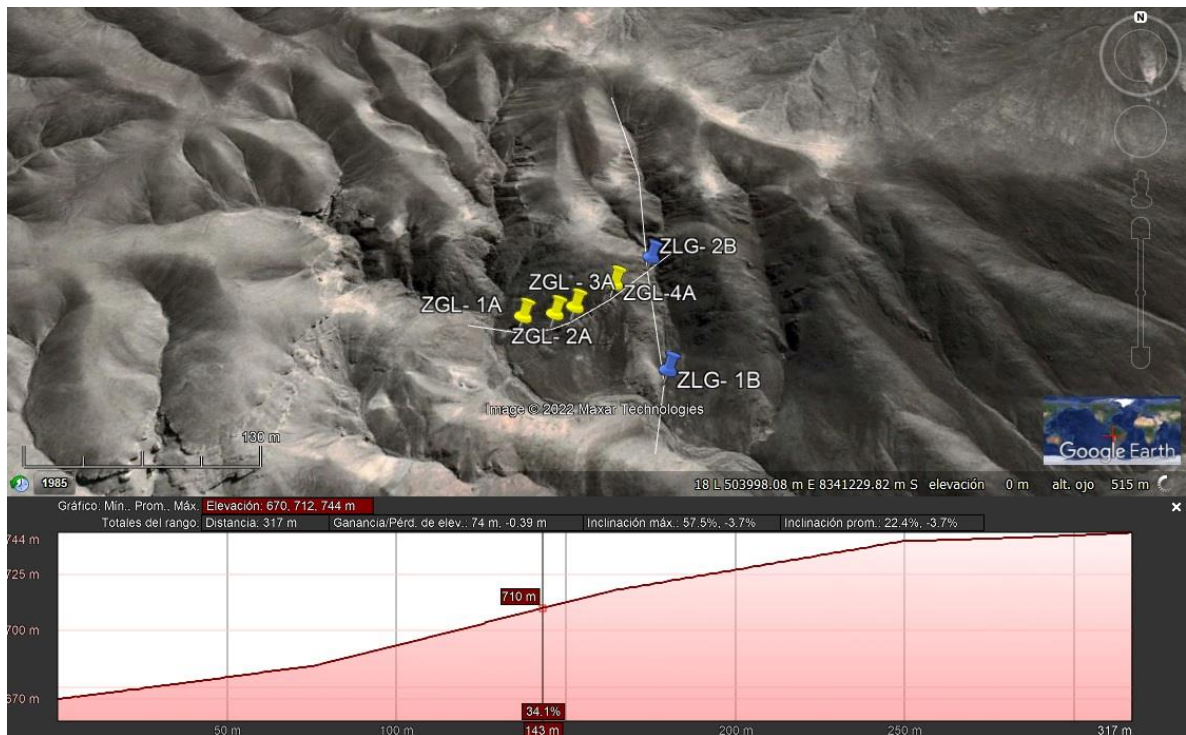 N
ZLG- 2B
ZGL - 3A
ZGL- 1A
ZGL-4A
ZGL- 2A
ZLG- 1B
Image © 2022 Maxar Technologies
130 m
Google Earth
1985
18 L 503998.08 m E 8341229.82 m S elevación 0 m alt. ojo 515 m
Gráfico: Mín., Prom., Máx. Elevación: 670, 712, 744 m
Totales del rango: Distancia: 317 m Ganancia/Pérd. de elev.: 74 m, -0.39 m Inclinación máx.: 57.5%, -3.7% Inclinación prom.: 22.4%, -3.7%
744 m
725 m
710 m
700 m
670 m
34.1%
50 m 100 m 143 m 200 m 250 m 317 m